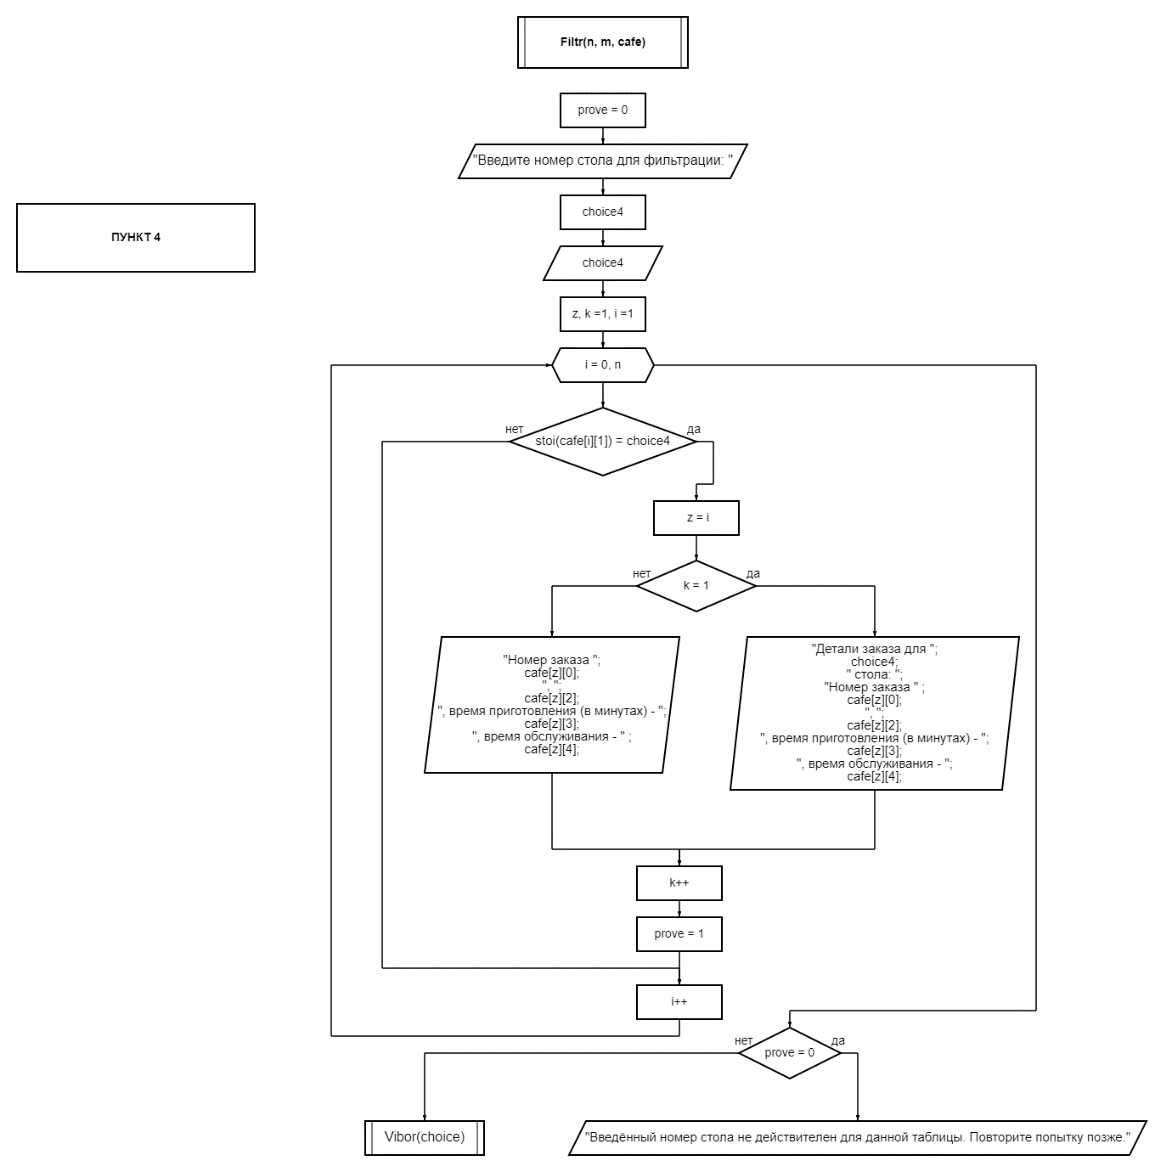 Filtr(n, m, cafe)
prove = 0
"Введите номер стола для фильтрации: "
choice4
ПУНКТ 4
choice4
z, k =1, i =1
i = 0, n
нет
да
stoi(cafe[i][1]) = choice4
z = i
нет
да
k = 1
"Номер заказа ";
cafe[z][0];
", ";
cafe[z][2];
", время приготовления (в минутах) - ";
cafe[z][3];
", время обслуживания - " ;
cafe[z][4];
"Детали заказа для ";
choice4;
" стола: ";
"Номер заказа " ;
cafe[z][0];
", ";
cafe[z][2];
", время приготовления (в минутах) - ";
cafe[z][3];
", время обслуживания - ";
cafe[z][4];
k++
prove = 1
i++
нет
да
prove = 0
Vibor(choice)
"Введённый номер стола не действителен для данной таблицы. Повторите попытку позже."